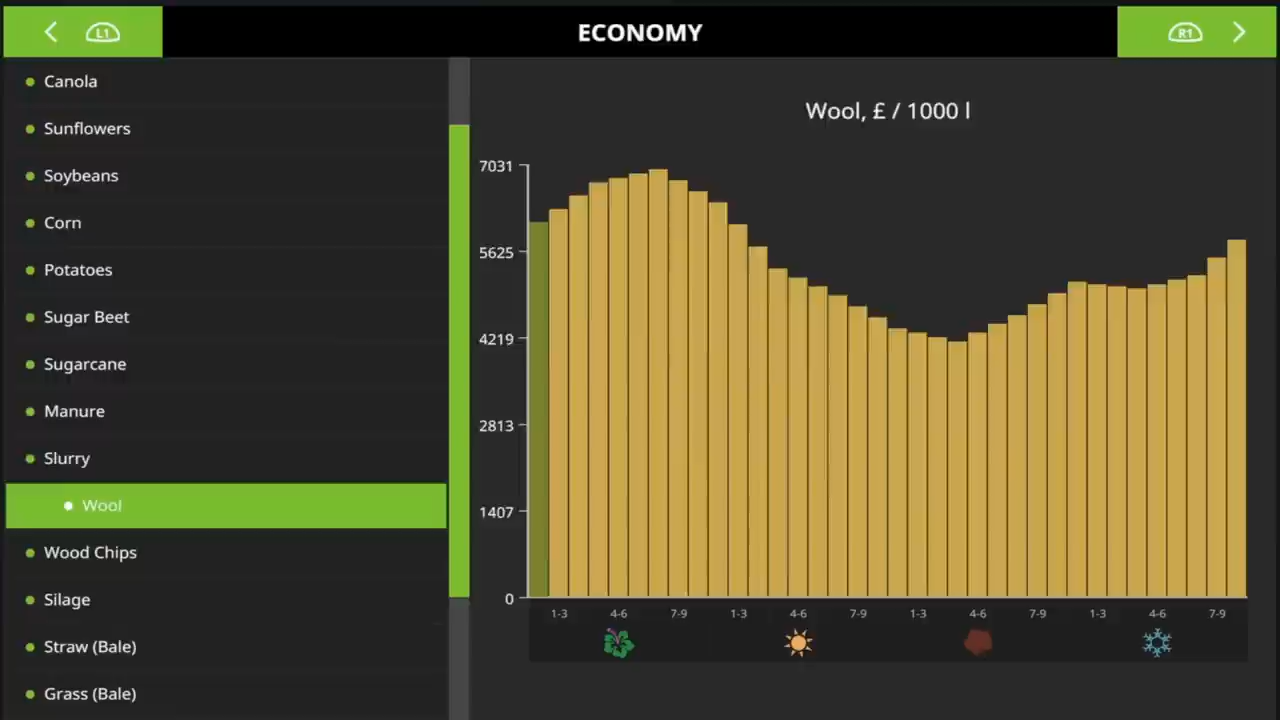 L1
ECONOMY
R1
Canola
Sunflowers
Soybeans
Corn
Potatoes
Sugar Beet
Sugarcane
Manure
Slurry
Wool
Wood Chips
Silage
Straw (Bale)
Grass (Bale)
Wool, £ / 1000 l
7031
5625
4219
2813
1407
0
1-3 4-6 7-9 1-3 4-6 7-9 1-3 4-6 7-9 1-3 4-6 7-9